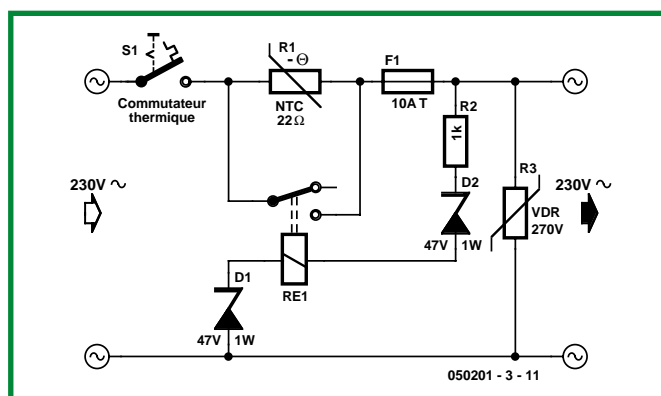 S1
R1
-Θ
F1
Commutateur
thermique
NTC
22Ω
10A T
R2
1k
R3
230V ~
D2
230V ~
VDR
270V
47V 1W
D1
RE1
47V 1W
050201 - 3 - 11